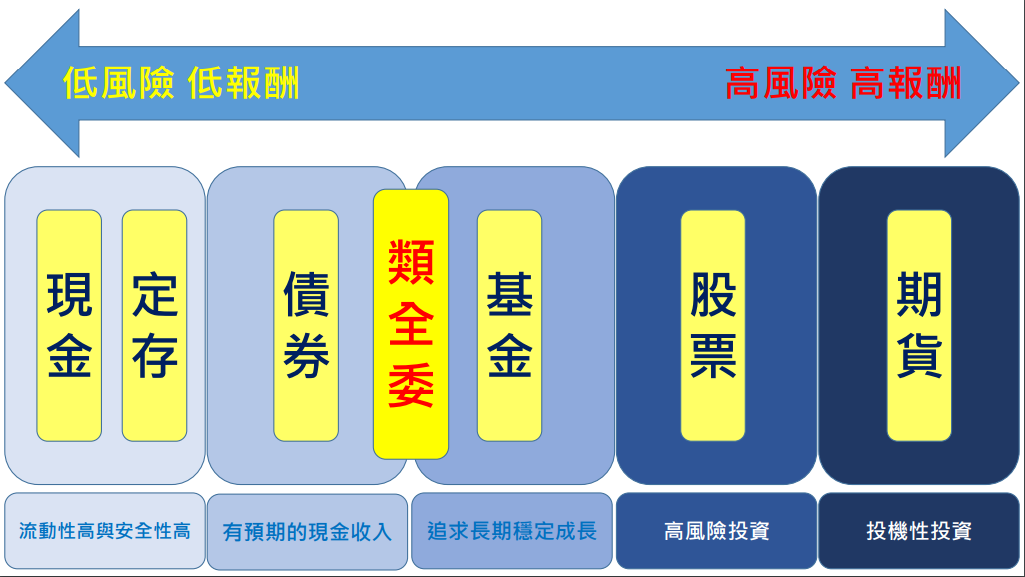 低風險 低報酬
高風險 高報酬
現金
定存
債券
類全委
基金
股票
期貨
流動性高與安全性高
有預期的現金收入
追求長期穩定成長
高風險投資
投機性投資